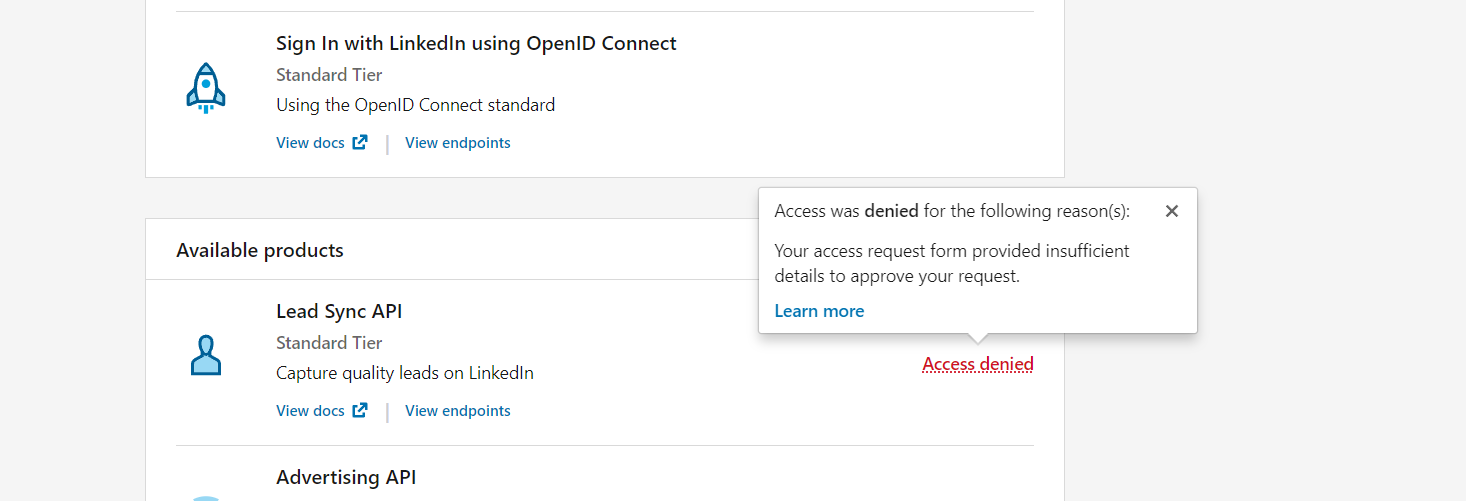 Sign In with LinkedIn using OpenID Connect
Standard Tier
Using the OpenID Connect standard
View docs | View endpoints
Available products
Access was denied for the following reason(s):
Your access request form provided insufficient
details to approve your request.
Learn more
Lead Sync API
Standard Tier
Capture quality leads on LinkedIn
Access denied
View docs | View endpoints
Advertising API